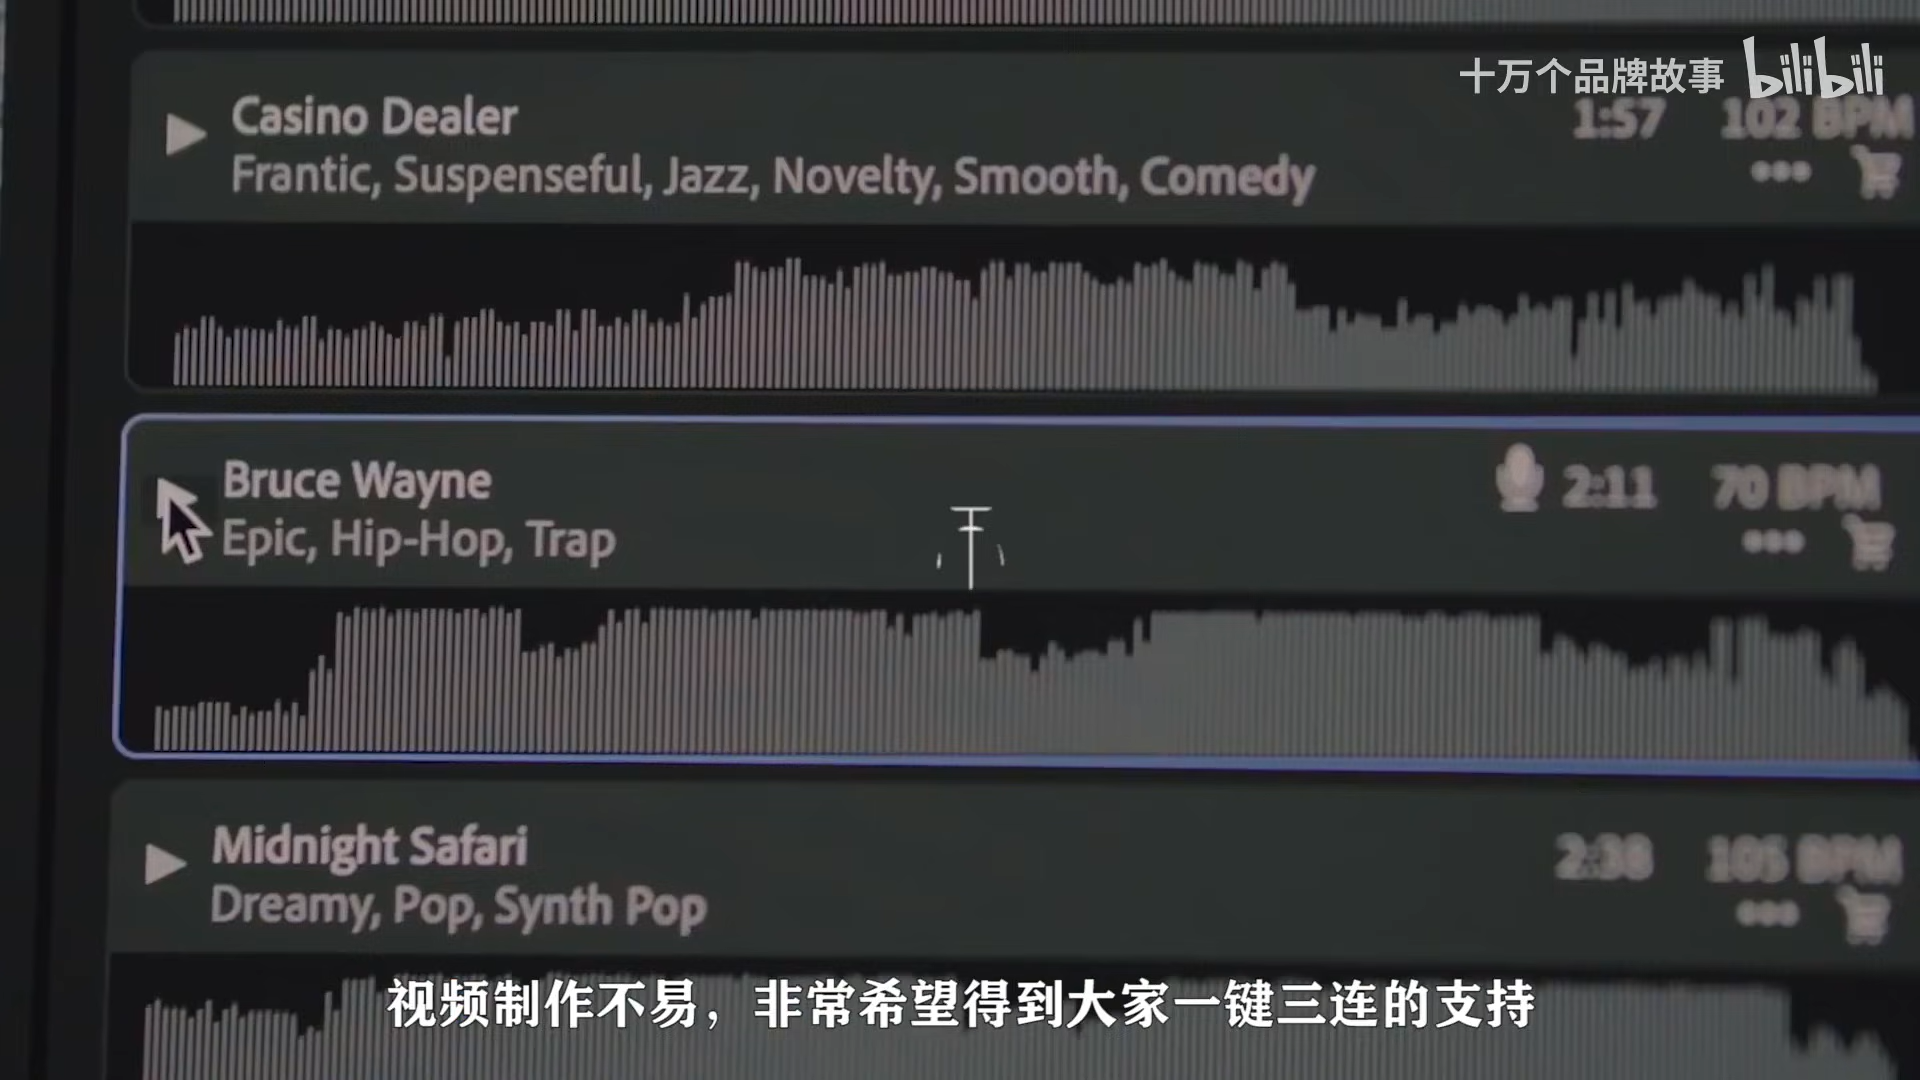 十万个品牌故事 bilibili
Casino Dealer
1:57 102 BPM
Frantic, Suspenseful, Jazz, Novelty, Smooth, Comedy
Bruce Wayne
2:11 70 BPM
Epic, Hip-Hop, Trap
Midnight Safari
2:38 105 BPM
Dreamy, Pop, Synth Pop
视频制作不易，非常希望得到大家一键三连的支持